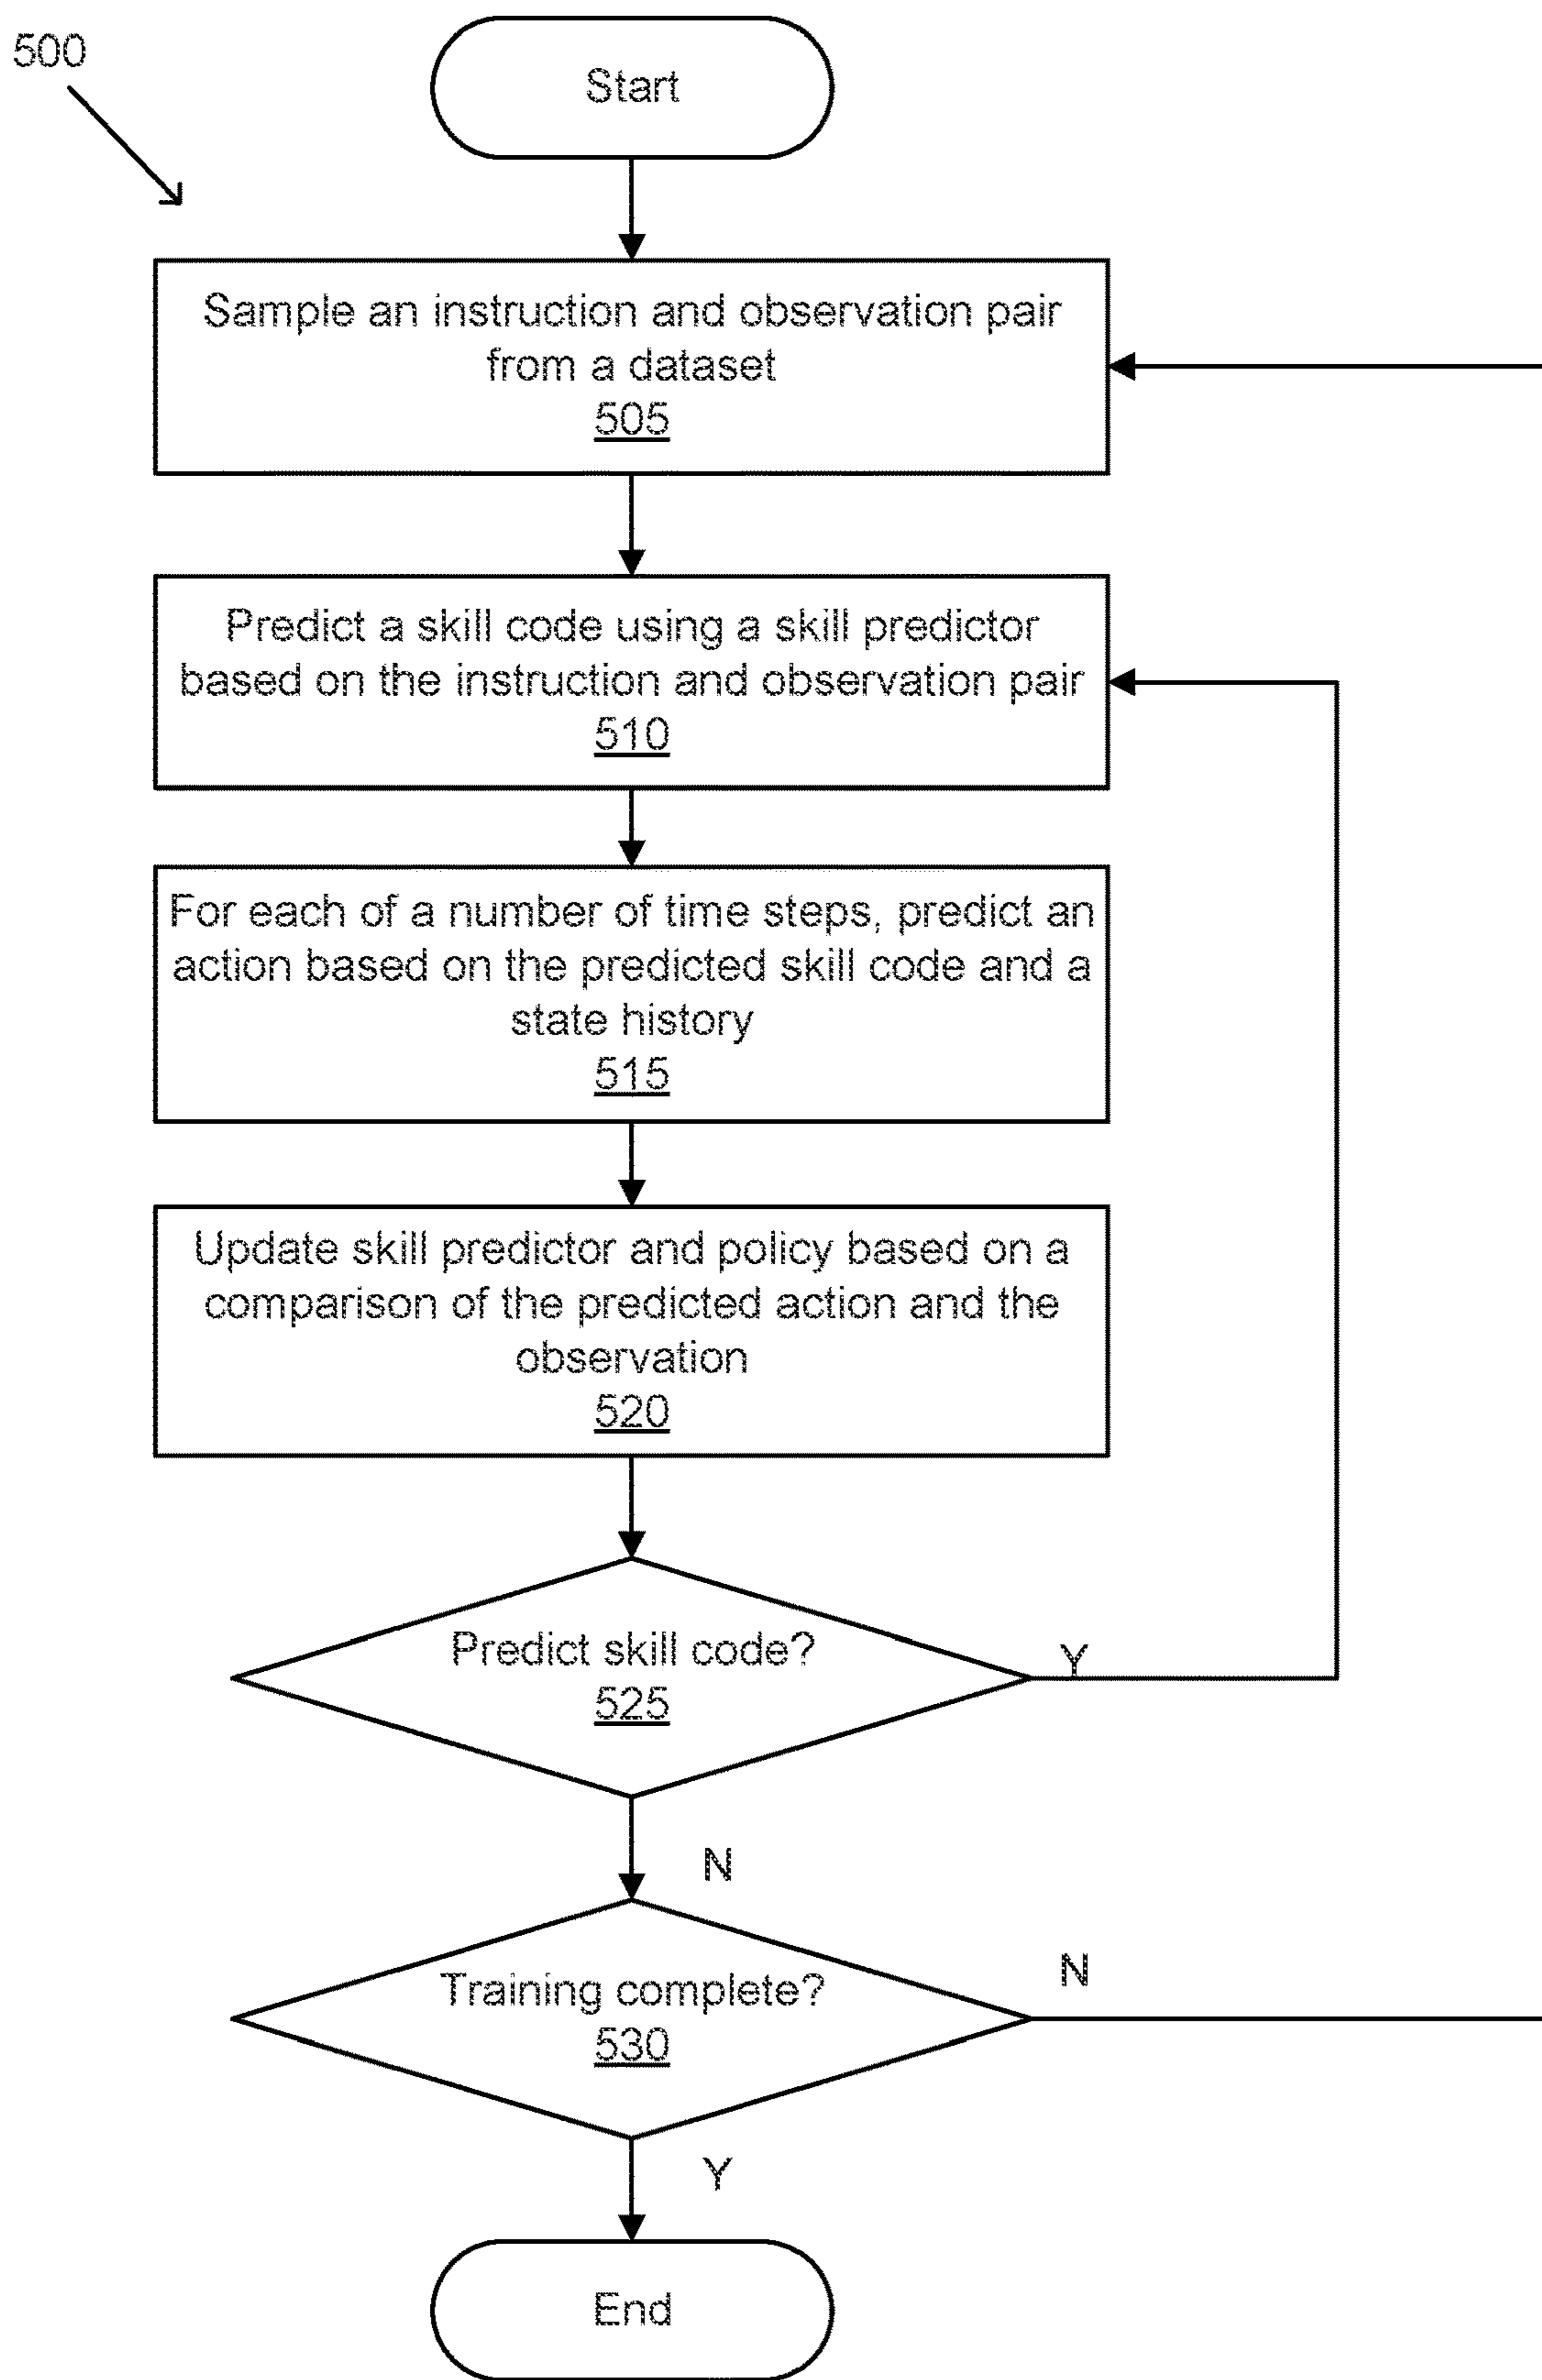 500
Start
Sample an instruction and observation pair
from a dataset
505
Predict a skill code using a skill predictor
based on the instruction and observation pair
510
For each of a number of time steps, predict an
action based on the predicted skill code and a
state history
515
Update skill predictor and policy based on a
comparison of the predicted action and the
observation
520
Predict skill code?
525
Y
N
Training complete?
530
N
Y
End